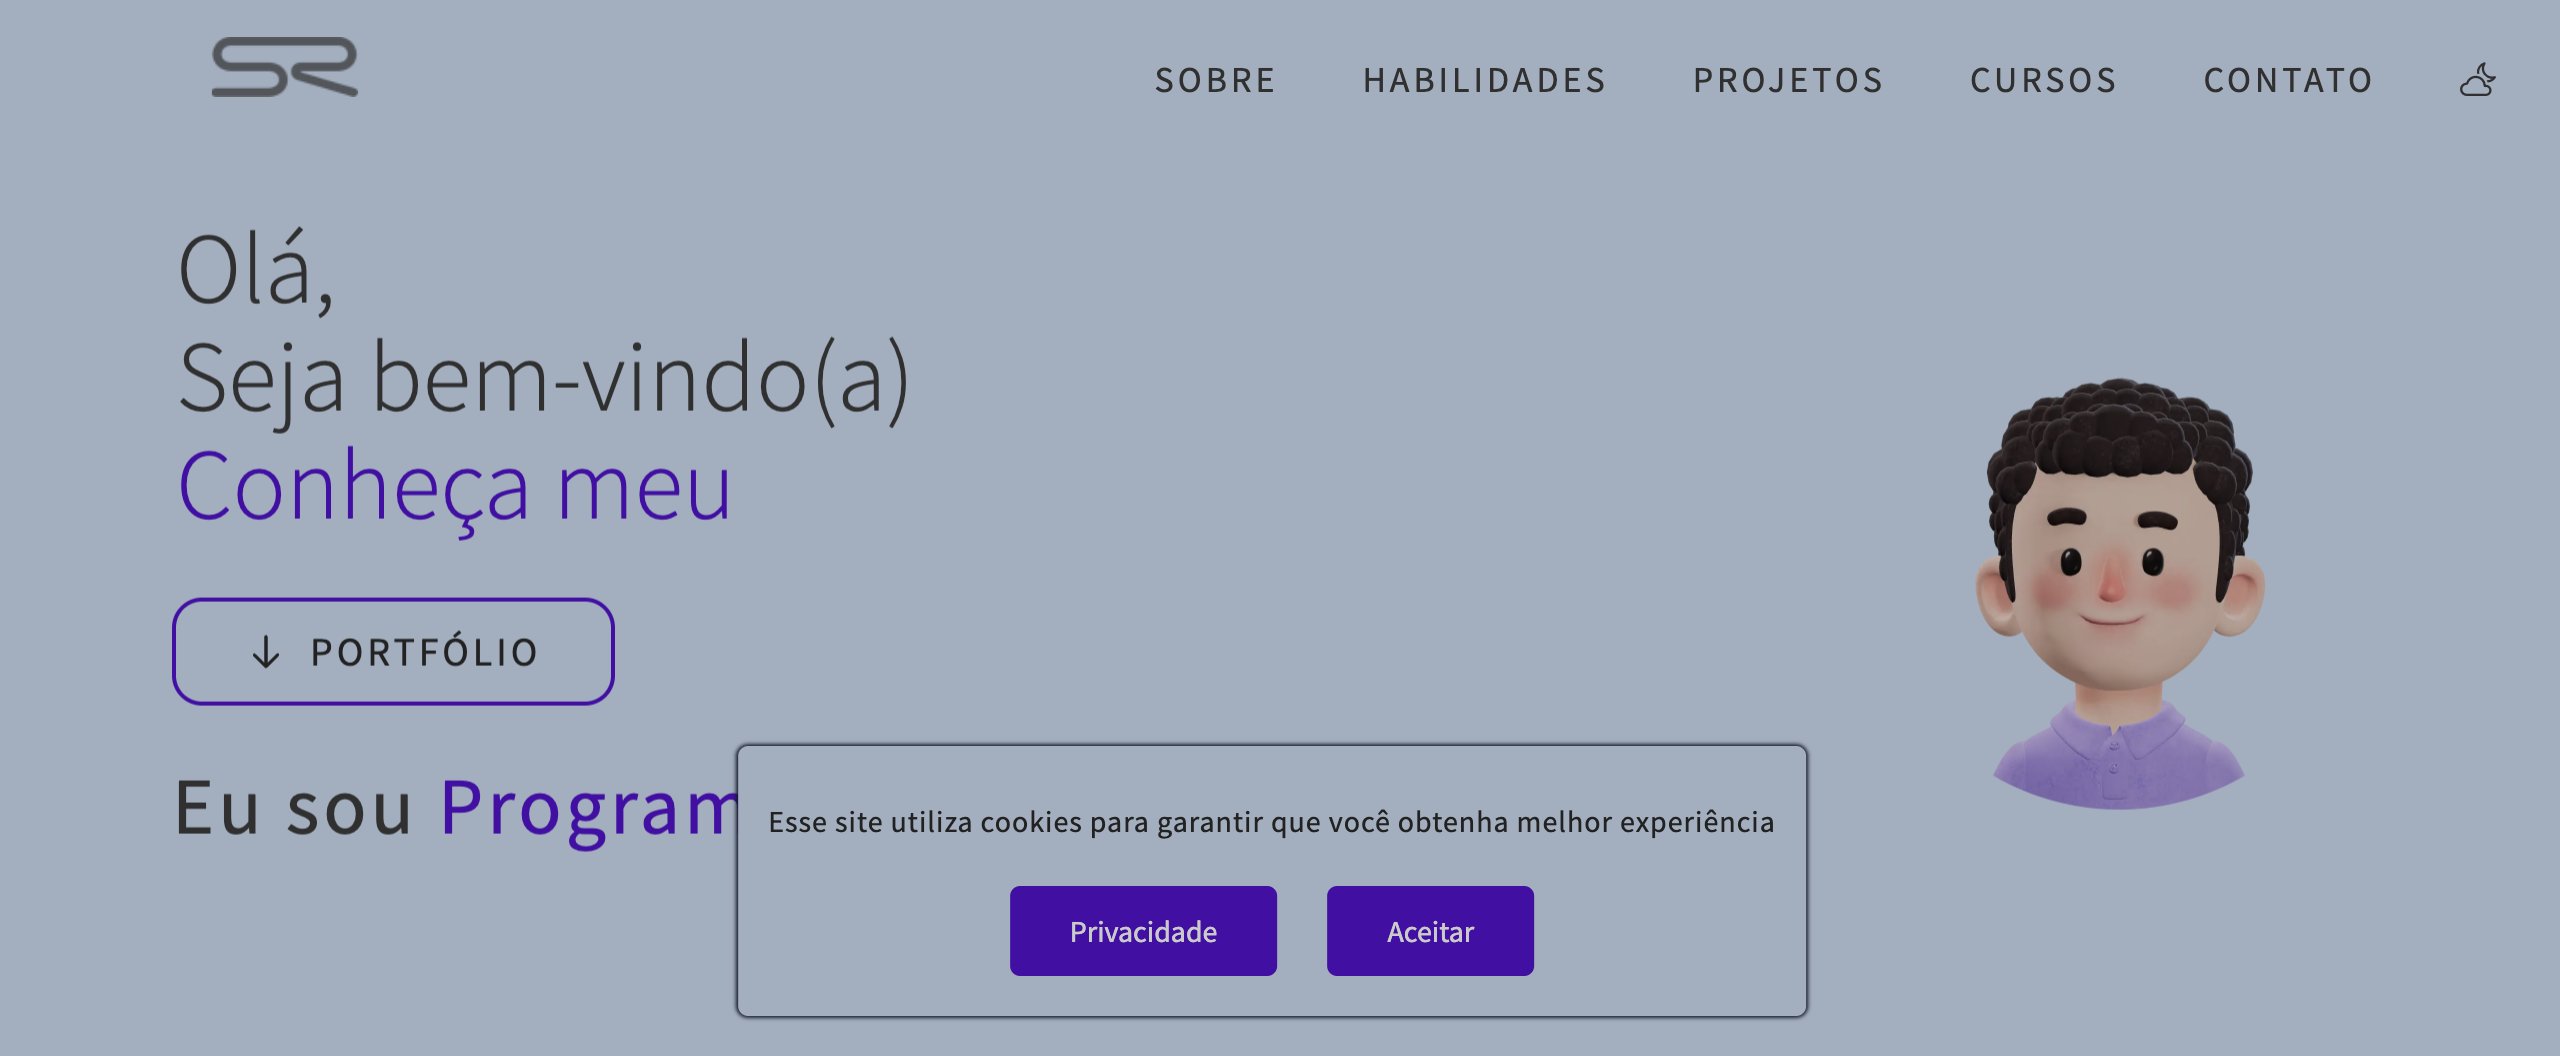 SR
SOBRE HABILIDADES PROJETOS CURSOS CONTATO
Olá,
Seja bem-vindo(a)
Conheça meu
PORTFÓLIO
Eu sou Program
Esse site utiliza cookies para garantir que você obtenha melhor experiência
Privacidade Aceitar